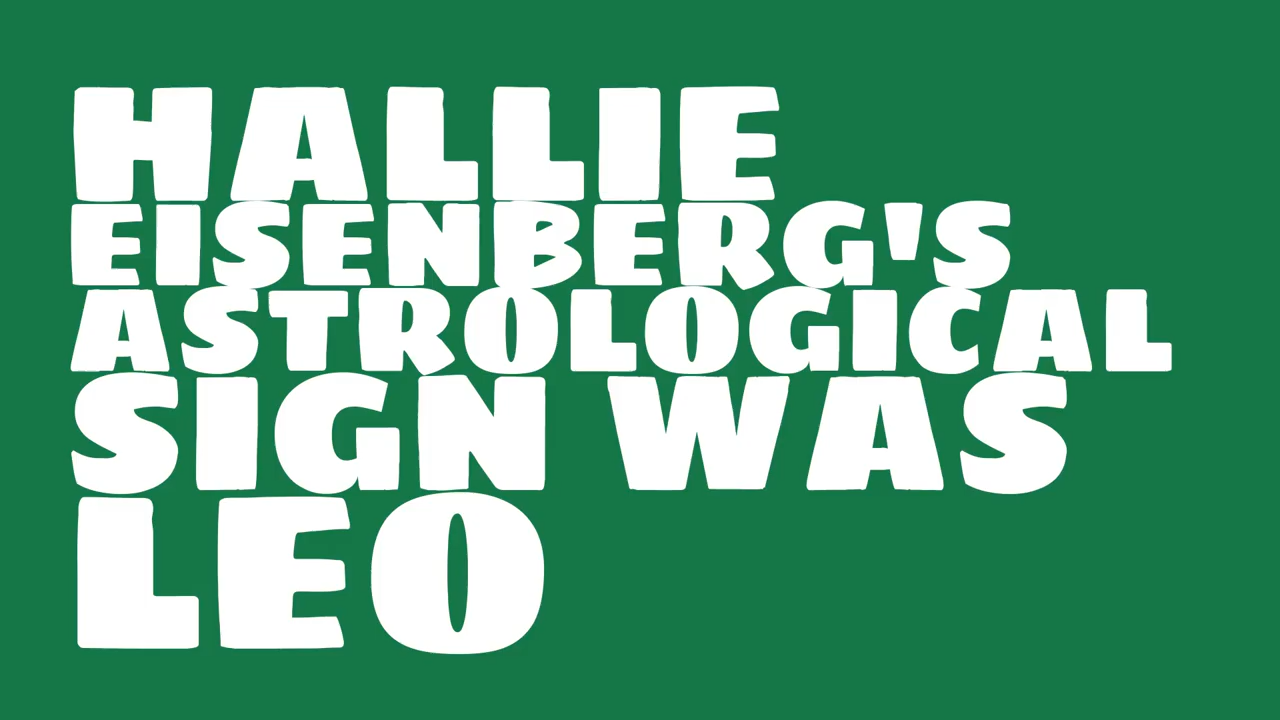 HALLIE
EISENBERG'S
ASTROLOGICAL
SIGN WAS
LEO